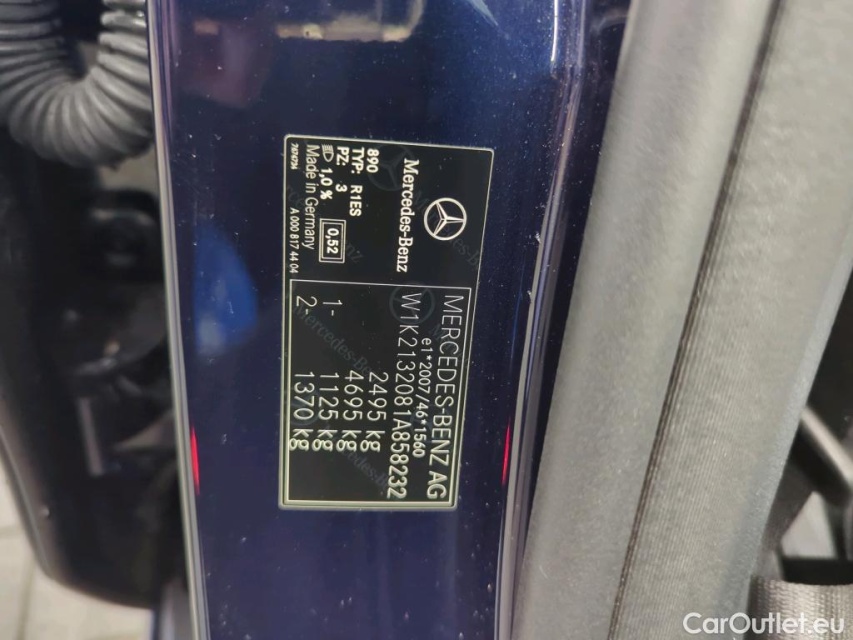 Mercedes-Benz
890
TYP: R1ES
PZ: 3
1,0 % 0,52
Made in Germany
A 000 817 44 04
MERCEDES-BENZ AG
e1*2007/46*1560
W1K2132081A858232
2495 kg
4695 kg
1- 1125 kg
2- 1370 kg
CarOutlet.eu